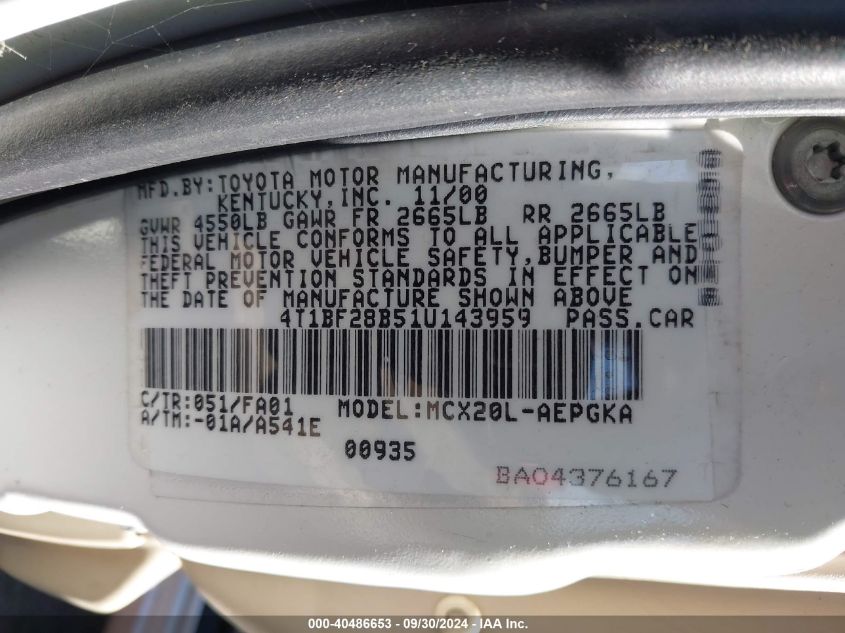 MFD.BY:TOYOTA MOTOR MANUFACTURING,
KENTUCKY,INC. 11/00
GVWR 4550LB GAWR FR 2665LB RR 2665LB
THIS VEHICLE CONFORMS TO ALL APPLICABLE
FEDERAL MOTOR VEHICLE SAFETY,BUMPER AND
THEFT PREVENTION STANDARDS IN EFFECT ON
THE DATE OF MANUFACTURE SHOWN ABOVE
4T1BF28B51U143959 PASS.CAR
C/TR:051/FA01 MODEL:MCX20L-AEPGKA
A/TM:-01A/A541E
00935
BAO4376167
000-40486653 - 09/30/2024 - IAA Inc.